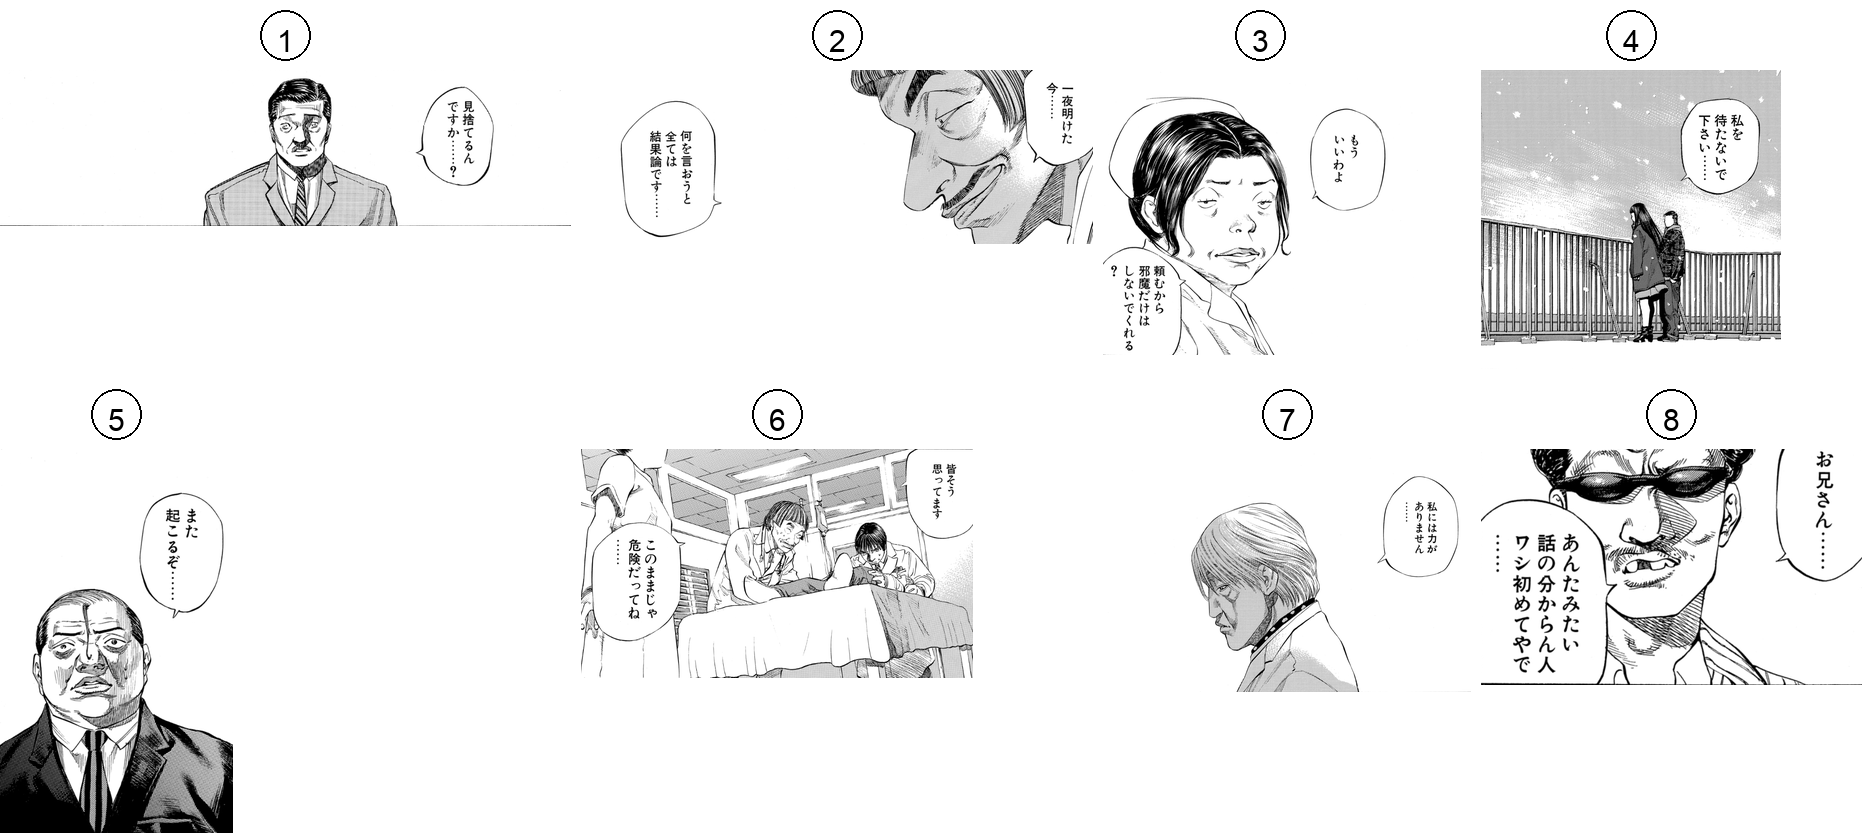 1
見捨てるん
ですか……?
2
一夜明けた
今……
何を言おうと
全ては
結果論です……
3
もう
いいわよ
頼むから
邪魔だけは
しないでくれる
?
4
私を
待たないで
下さい……
5
また
起こるぞ……
6
皆そう
思ってます
このままじゃ
危険だってね
……
7
私には力が
ありません
……
8
お兄さん……
あんたみたい
話の分からん人
ワシ初めてやで
……